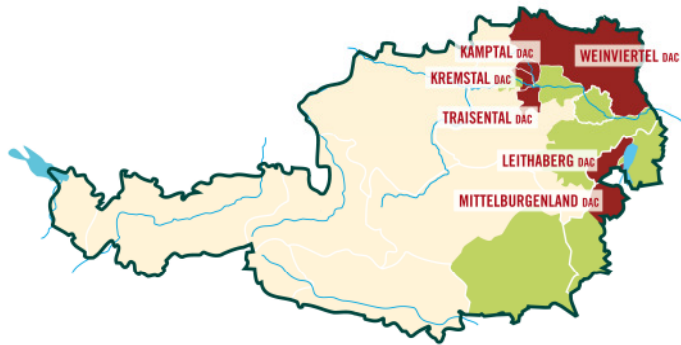 KAMPTAL DAC
WEINVIERTEL DAC
KREMSTAL DAC
TRAISENTAL DAC
LEITHABERG DAC
MITTELBURGENLAND DAC